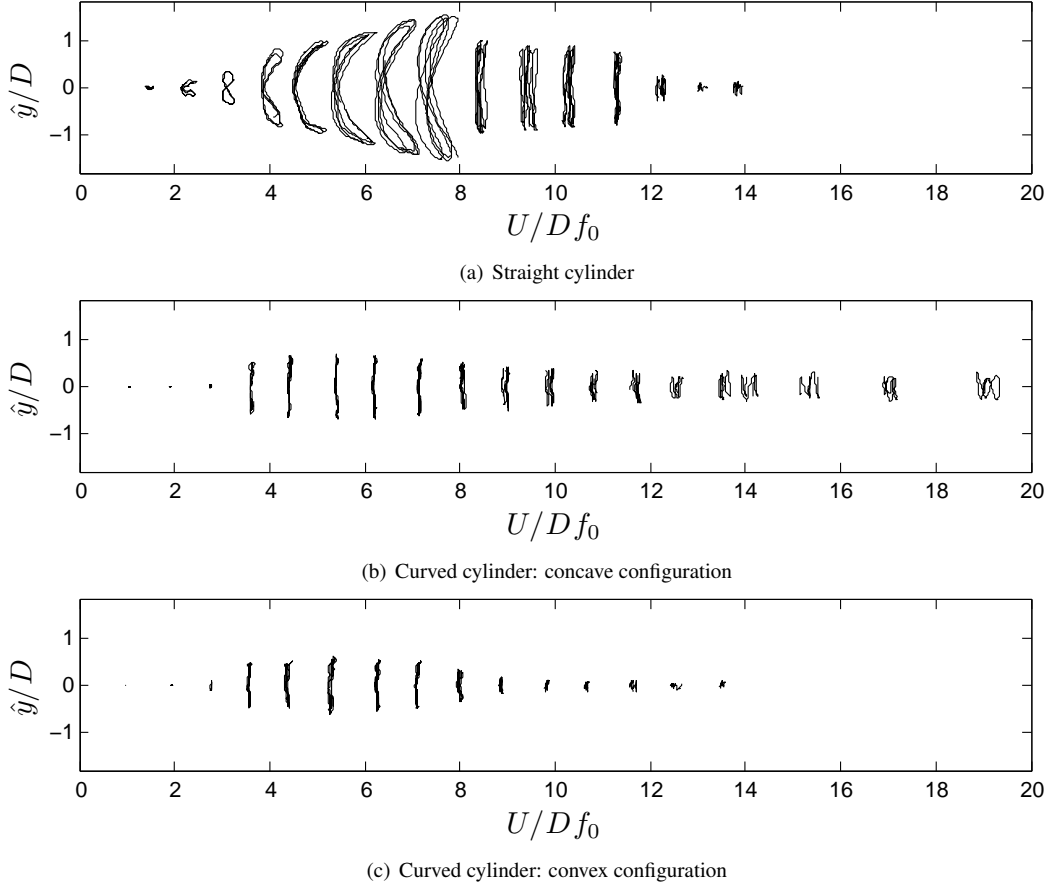 1
0
−1
ŷ/D
0 2 4 6 8 10 12 14 16 18 20
U/Df₀
(a) Straight cylinder
1
0
−1
ŷ/D
0 2 4 6 8 10 12 14 16 18 20
U/Df₀
(b) Curved cylinder: concave configuration
1
0
−1
ŷ/D
0 2 4 6 8 10 12 14 16 18 20
U/Df₀
(c) Curved cylinder: convex configuration